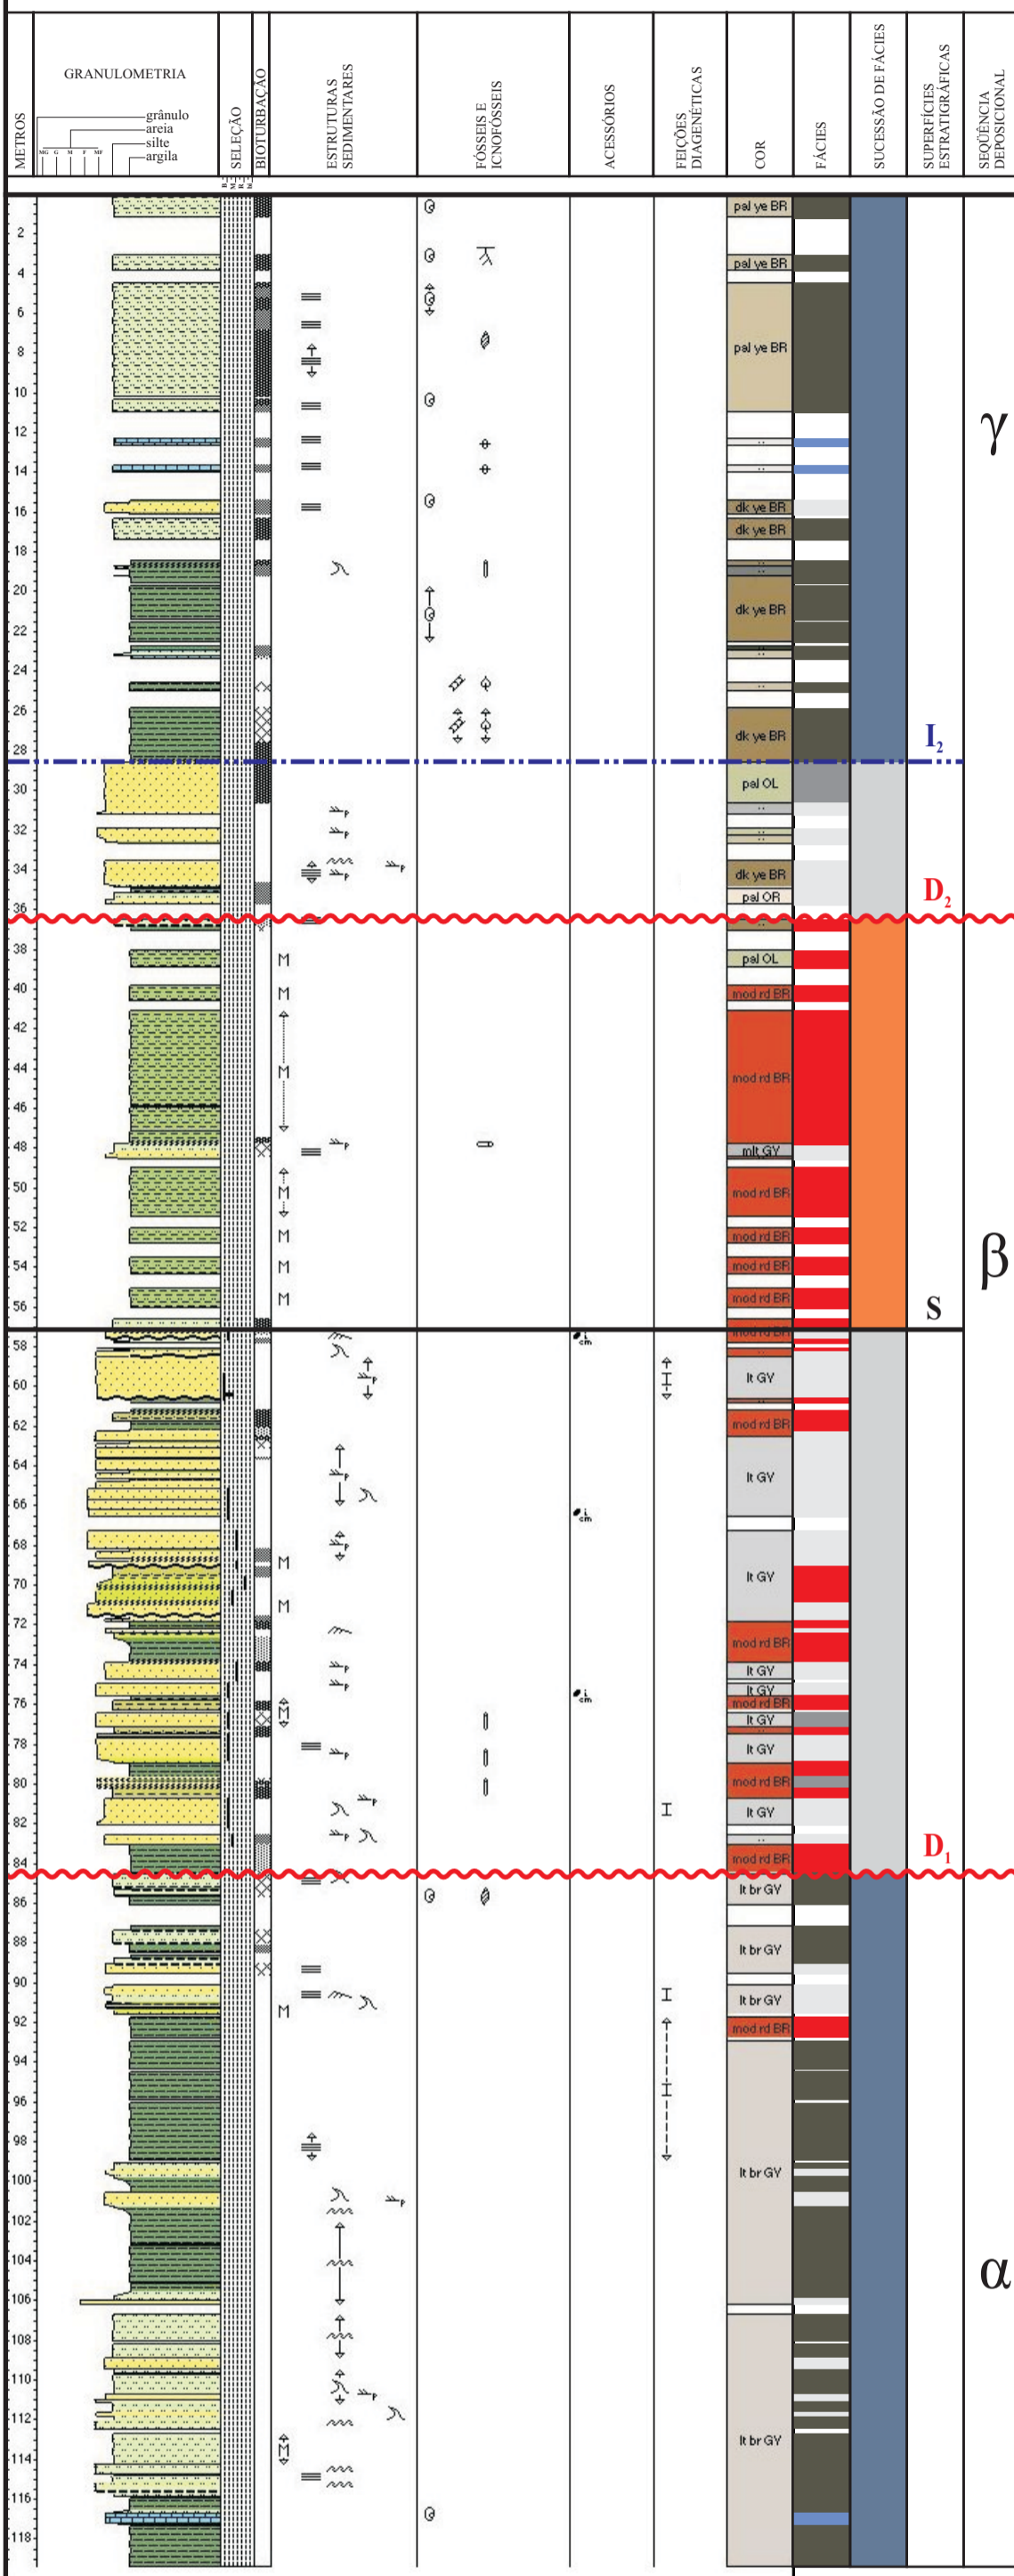 METROS
GRANULOMETRIA
grânulo
areia
silte
argila
MG G M F MF
SELEÇÃO
BIOTURBAÇÃO
ESTRUTURAS
SEDIMENTARES
FÓSSEIS E
ICNOFÓSSEIS
ACESSÓRIOS
FEIÇÕES
DIAGENÉTICAS
COR
FÁCIES
SUCESSÃO DE FÁCIES
SUPERFÍCIES
ESTRATIGRÁFICAS
SEQÜÊNCIA
DEPOSICIONAL
pal ye BR
2
pal ye BR
4
6
pal ye BR
8
10
γ
12
14
16
dk ye BR
dk ye BR
18
20
dk ye BR
22
24
26
dk ye BR
I2
28
pal OL
30
P
32
P
34
P
P
dk ye BR
pal OR
D2
36
38
M
pal OL
40
M
mod rd BR
42
44
M
mod rd BR
46
48
P
mlt GY
50
M
mod rd BR
52
M
mod rd BR
54
M
mod rd BR
β
56
M
mod rd BR
S
58
i
cm
mod rd BR
60
P
I
lt GY
62
mod rd BR
64
P
lt GY
66
i
cm
68
P
M
70
lt GY
M
72
mod rd BR
74
P
lt GY
P
i
cm
lt GY
76
M
mod rd BR
lt GY
78
P
lt GY
80
mod rd BR
P
82
I
lt GY
P
84
mod rd BR
D1
86
lt br GY
88
lt br GY
90
I
lt br GY
M
92
mod rd BR
94
96
I
98
100
lt br GY
P
102
104
α
106
108
110
P
112
lt br GY
M
114
116
118